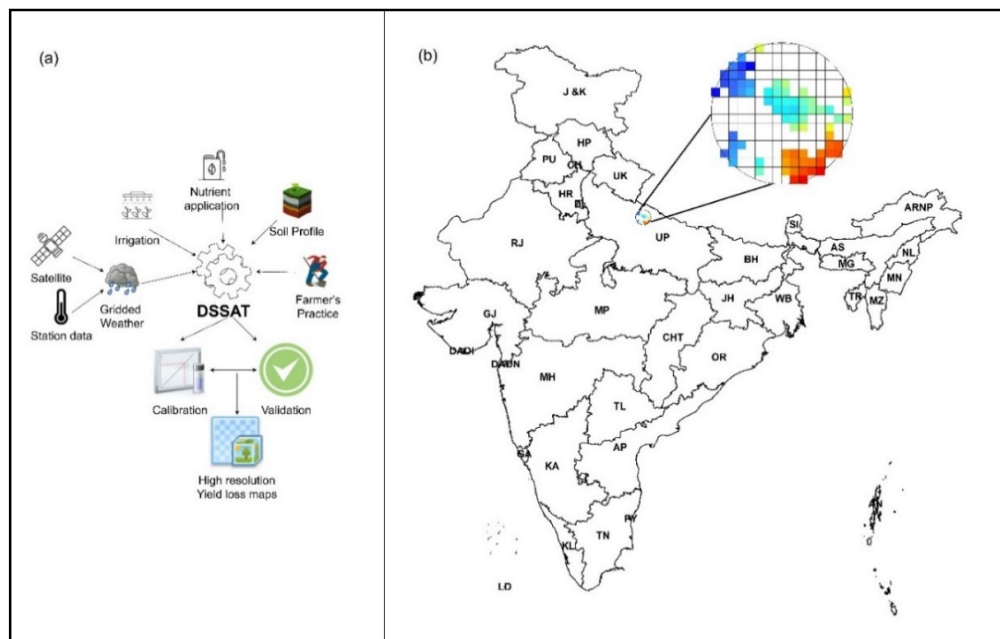 (a)
Nutrient
application
Irrigation
Soil Profile
Satellite
Gridded
Weather
Station data
DSSAT
Farmer's
Practice
Calibration
Validation
High resolution
Yield loss maps
(b)
J &K
HP
PU
CH
UK
HR
RJ
UP
SI
ARNP
AS
NL
MG
BH
MN
TR
MZ
JH
WB
MP
GJ
CHT
OR
DADI
MH
TL
AP
GA
KA
PY
TN
KL
LD
AN